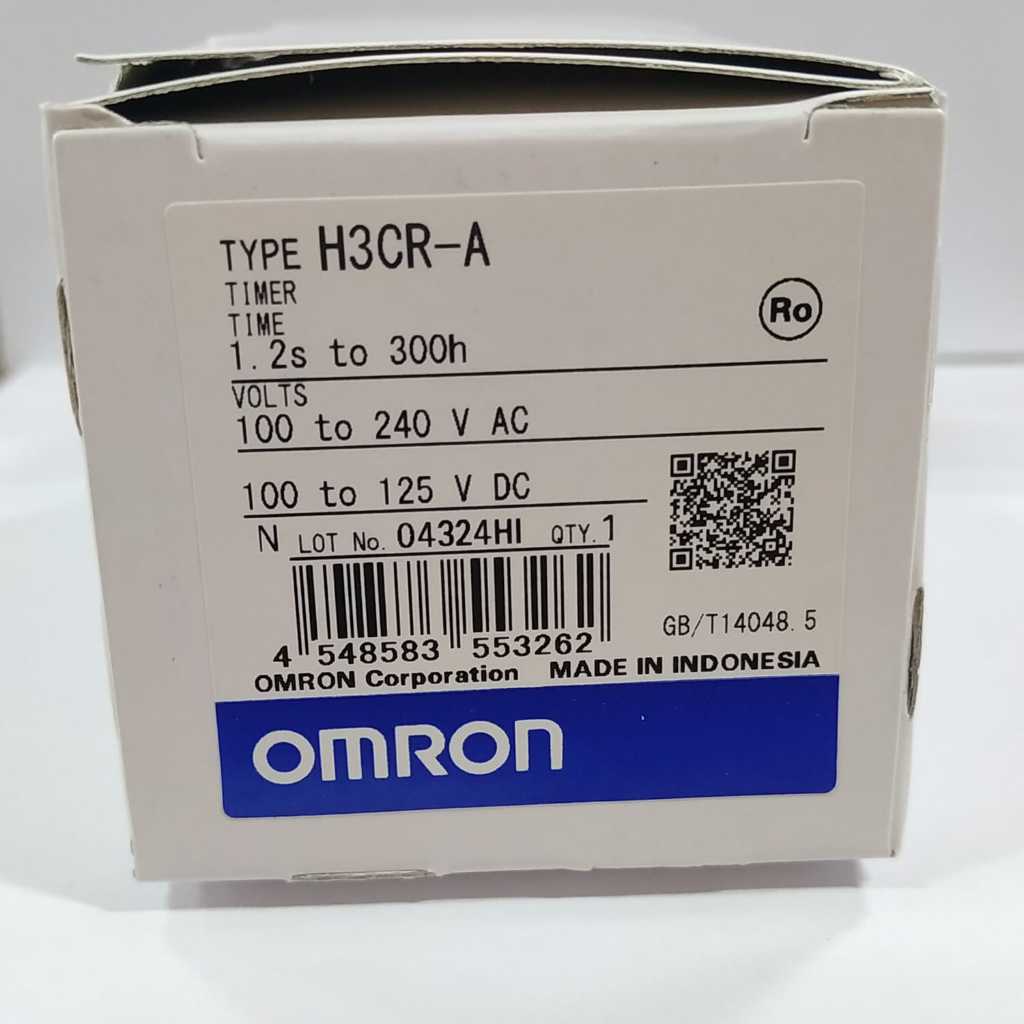 TYPE H3CR-A
TIMER
TIME
1.2s to 300h
Ro
VOLTS
100 to 240 V AC
100 to 125 V DC
N LOT No. 04324HI QTY. 1
4 548583 553262
GB/T14048.5
OMRON Corporation MADE IN INDONESIA
OMRON